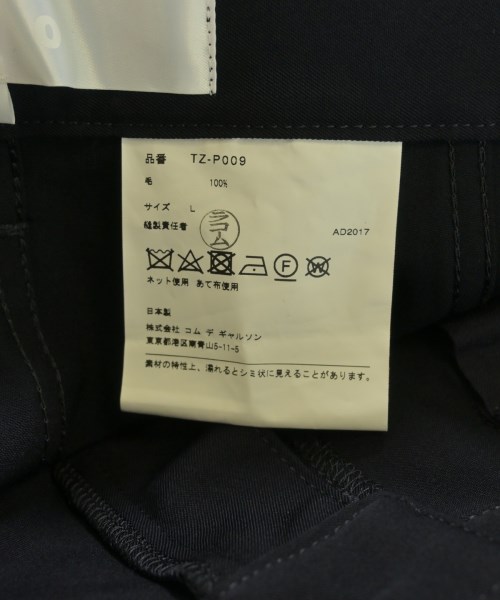 品番 TZ-P009
毛 100%
サイズ L
縫製責任者 ラコム
AD2017
F W
ネット使用 あて布使用
日本製
株式会社 コム デ ギャルソン
東京都港区南青山5-11-5
素材の特性上、濡れるとシミ状に見えることがあります。